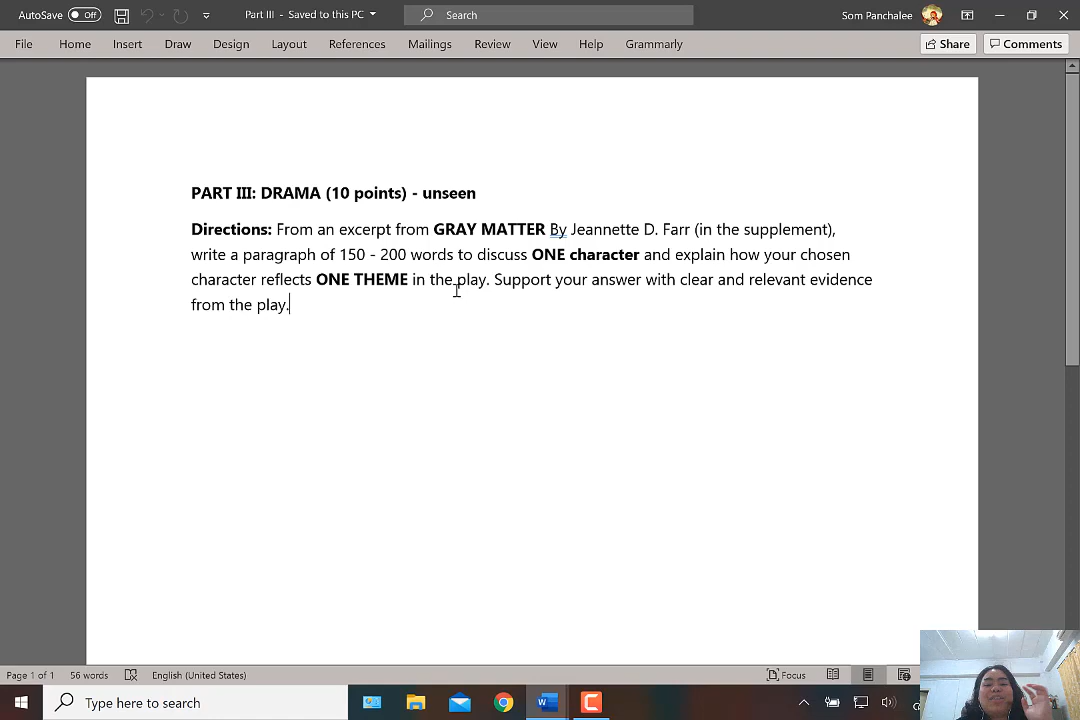 AutoSave Off Part III - Saved to this PC Search Som Panchalee
File Home Insert Draw Design Layout References Mailings Review View Help Grammarly Share Comments
PART III: DRAMA (10 points) - unseen
Directions: From an excerpt from GRAY MATTER By Jeannette D. Farr (in the supplement),
write a paragraph of 150 - 200 words to discuss ONE character and explain how your chosen
character reflects ONE THEME in the play. Support your answer with clear and relevant evidence
from the play.
Page 1 of 1 56 words English (United States) Focus
Type here to search